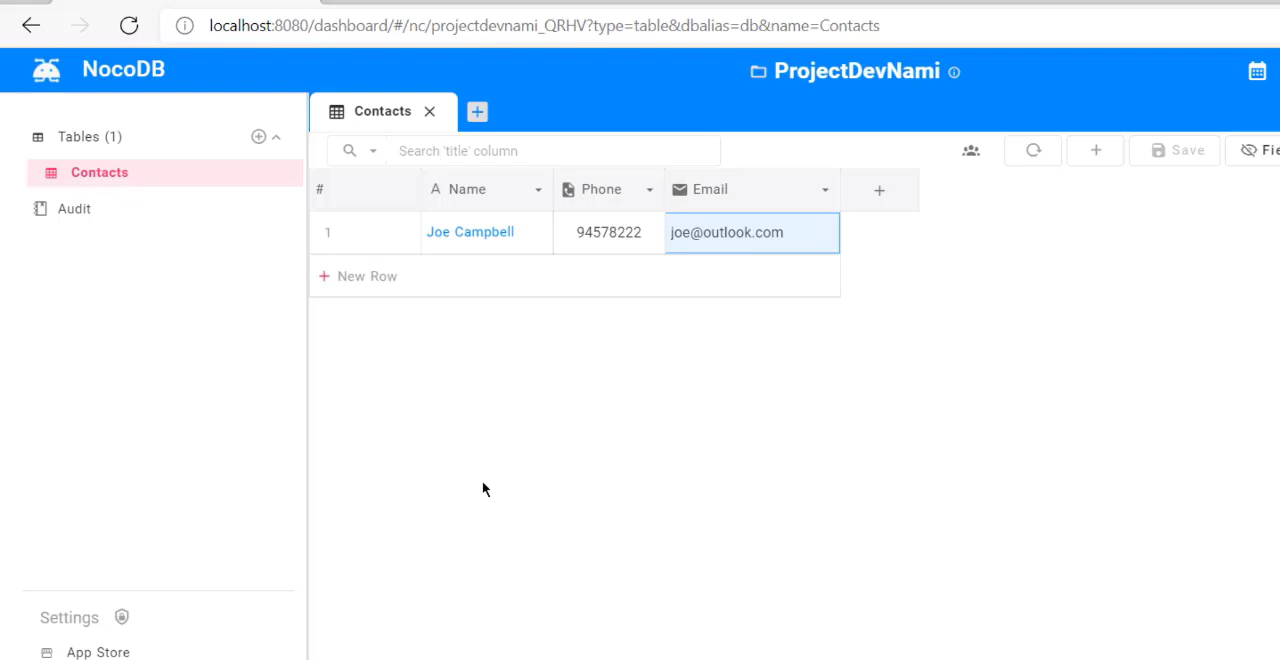 localhost:8080/dashboard/#/nc/projectdevnami_QRHV?type=table&dbalias=db&name=Contacts
NocoDB
ProjectDevNami
Contacts
Tables (1)
Search 'title' column
Save
Fie
Contacts
# Name Phone Email
Audit
1 Joe Campbell 94578222 joe@outlook.com
New Row
Settings
App Store